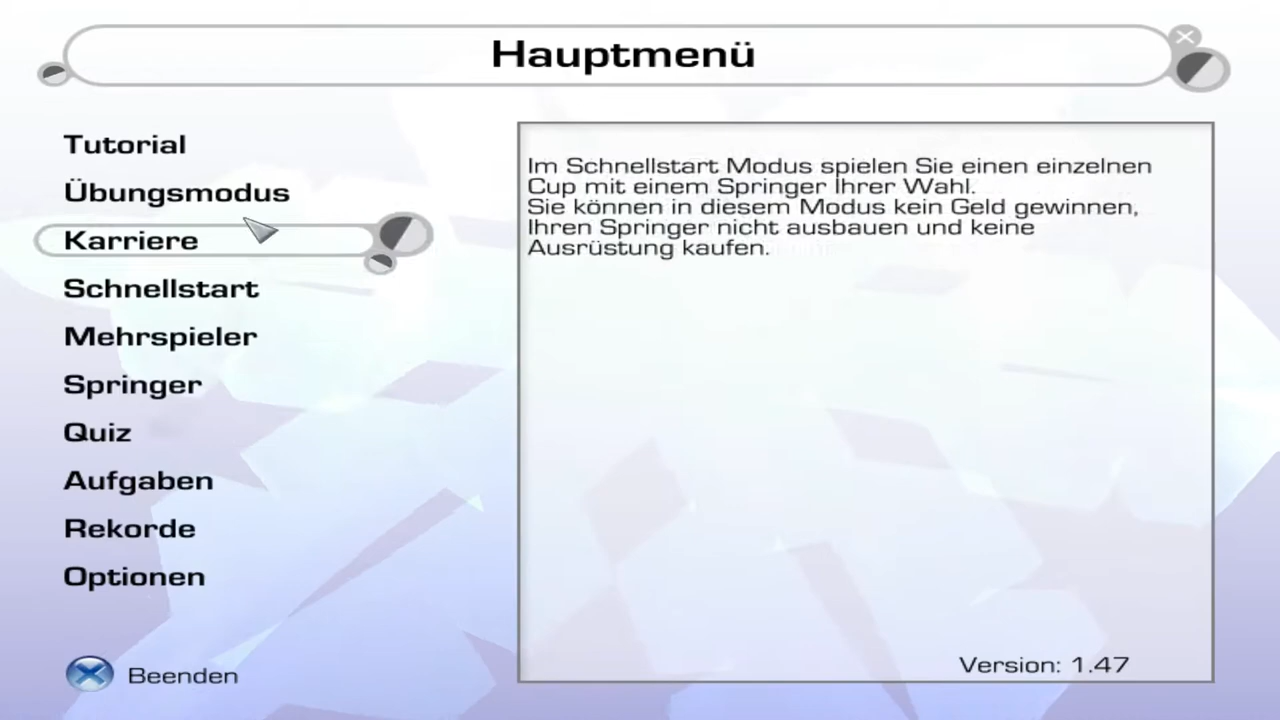 Hauptmenü
Tutorial
Übungsmodus
Karriere
Schnellstart
Mehrspieler
Springer
Quiz
Aufgaben
Rekorde
Optionen
Beenden
Im Schnellstart Modus spielen Sie einen einzelnen
Cup mit einem Springer Ihrer Wahl.
Sie können in diesem Modus kein Geld gewinnen,
Ihren Springer nicht ausbauen und keine
Ausrüstung kaufen.
Version: 1.47